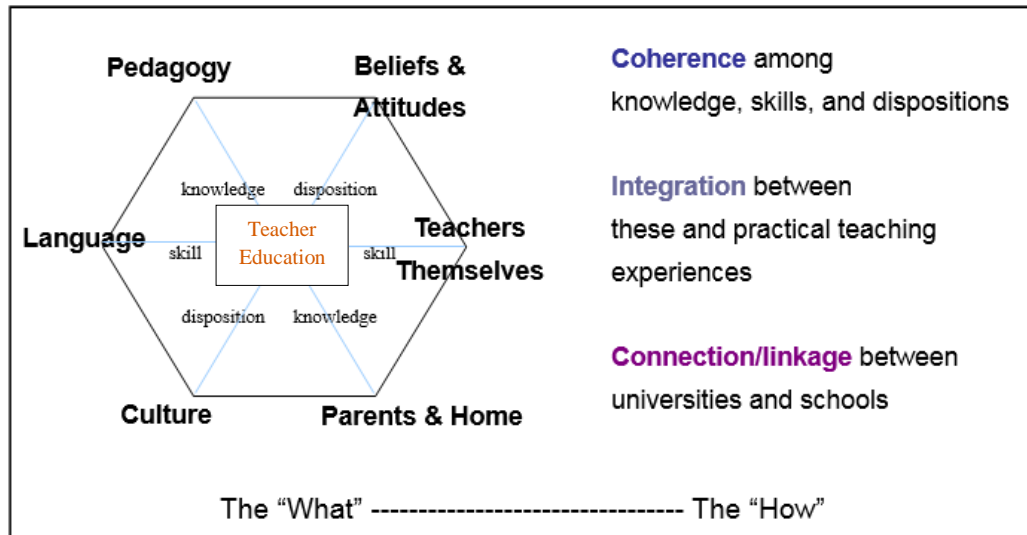 Pedagogy
Beliefs &
Attitudes
knowledge
disposition
Language
skill
Teacher
Education
skill
Teachers
Themselves
disposition
knowledge
Culture
Parents & Home
Coherence among
knowledge, skills, and dispositions
Integration between
these and practical teaching
experiences
Connection/linkage between
universities and schools
The “What” --------------------------------- The “How”